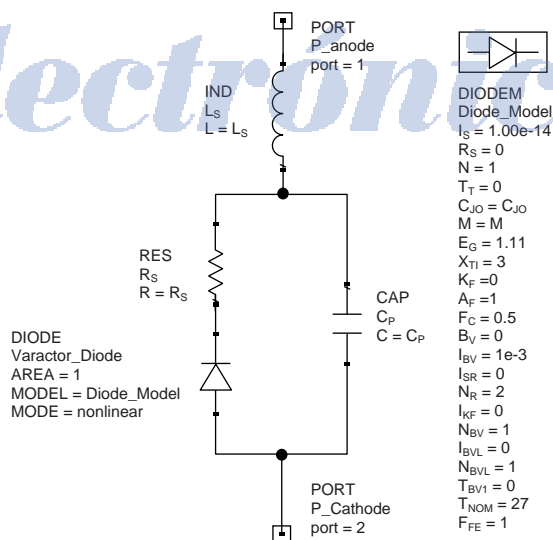 PORT
P_anode
port = 1
IND
LS
L = LS
RES
RS
R = RS
CAP
CP
C = CP
DIODE
Varactor_Diode
AREA = 1
MODEL = Diode_Model
MODE = nonlinear
PORT
P_Cathode
port = 2
DIODEM
Diode_Model
IS = 1.00e-14
RS = 0
N = 1
TT = 0
CJO = CJO
M = M
EG = 1.11
XTI = 3
KF =0
AF =1
FC = 0.5
BV = 0
IBV = 1e-3
ISR = 0
NR = 2
IKF = 0
NBV = 1
IBVL = 0
NBVL = 1
TBV1 = 0
TNOM = 27
FFE = 1